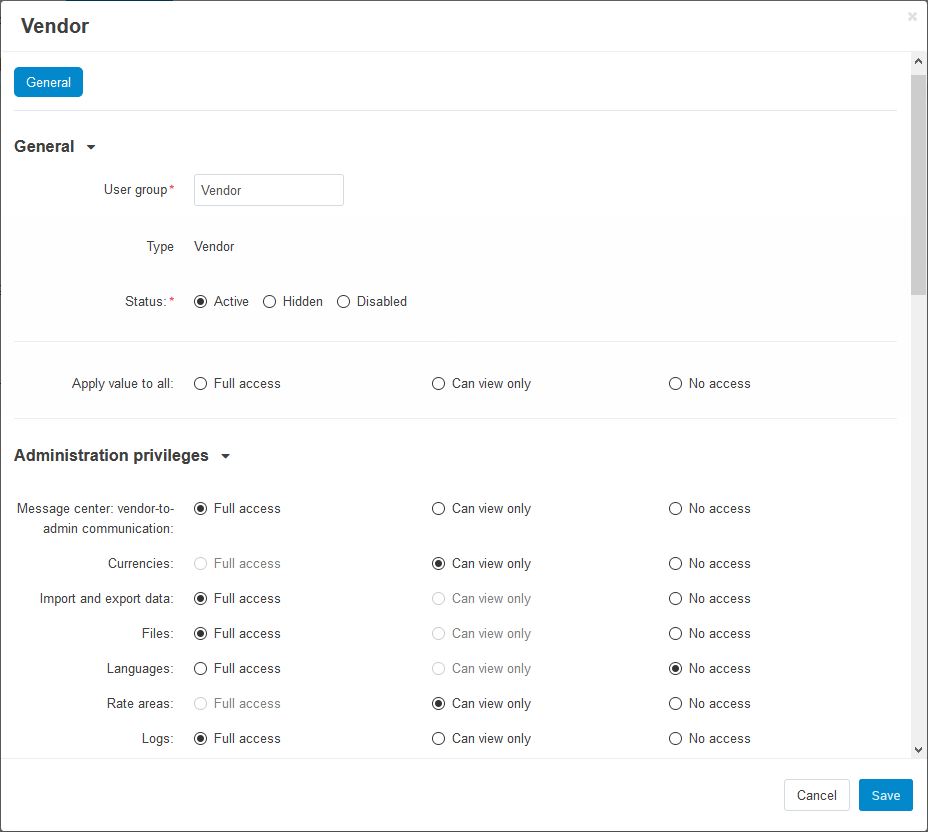 Vendor
General
General
User group*
Vendor
Type Vendor
Status:* Active Hidden Disabled
Apply value to all: Full access Can view only No access
Administration privileges
Message center: vendor-to-
admin communication: Full access Can view only No access
Currencies: Full access Can view only No access
Import and export data: Full access Can view only No access
Files: Full access Can view only No access
Languages: Full access Can view only No access
Rate areas: Full access Can view only No access
Logs: Full access Can view only No access
Cancel Save